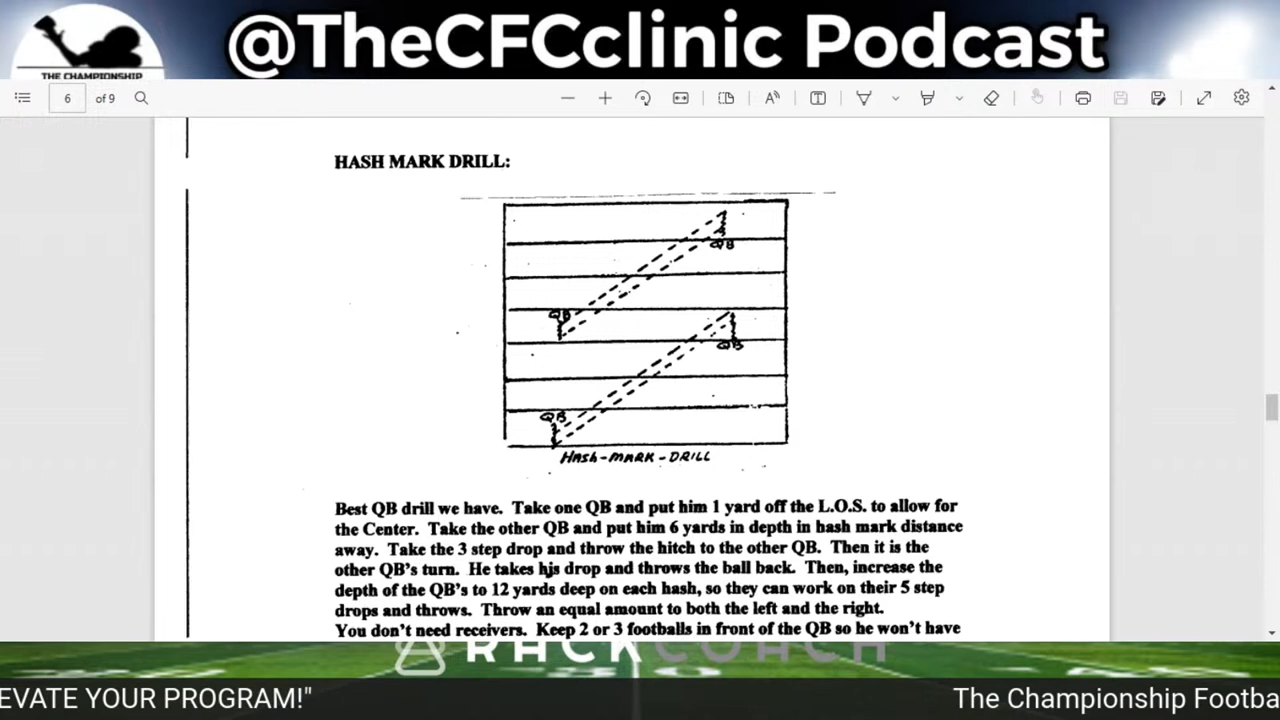 @TheCFCclinic Podcast
THE CHAMPIONSHIP
6 of 9
HASH MARK DRILL:
QB
QB
QB
QB
HASh-MARK-DRILL
Best QB drill we have. Take one QB and put him 1 yard off the L.O.S. to allow for
the Center. Take the other QB and put him 6 yards in depth in hash mark distance
away. Take the 3 step drop and throw the hitch to the other QB. Then it is the
other QB's turn. He takes his drop and throws the ball back. Then, increase the
depth of the QB's to 12 yards deep on each hash, so they can work on their 5 step
drops and throws. Throw an equal amount to both the left and the right.
You don't need receivers. Keep 2 or 3 footballs in front of the QB so he won't have
RACKCOACH
EVATE YOUR PROGRAM!" The Championship Footba